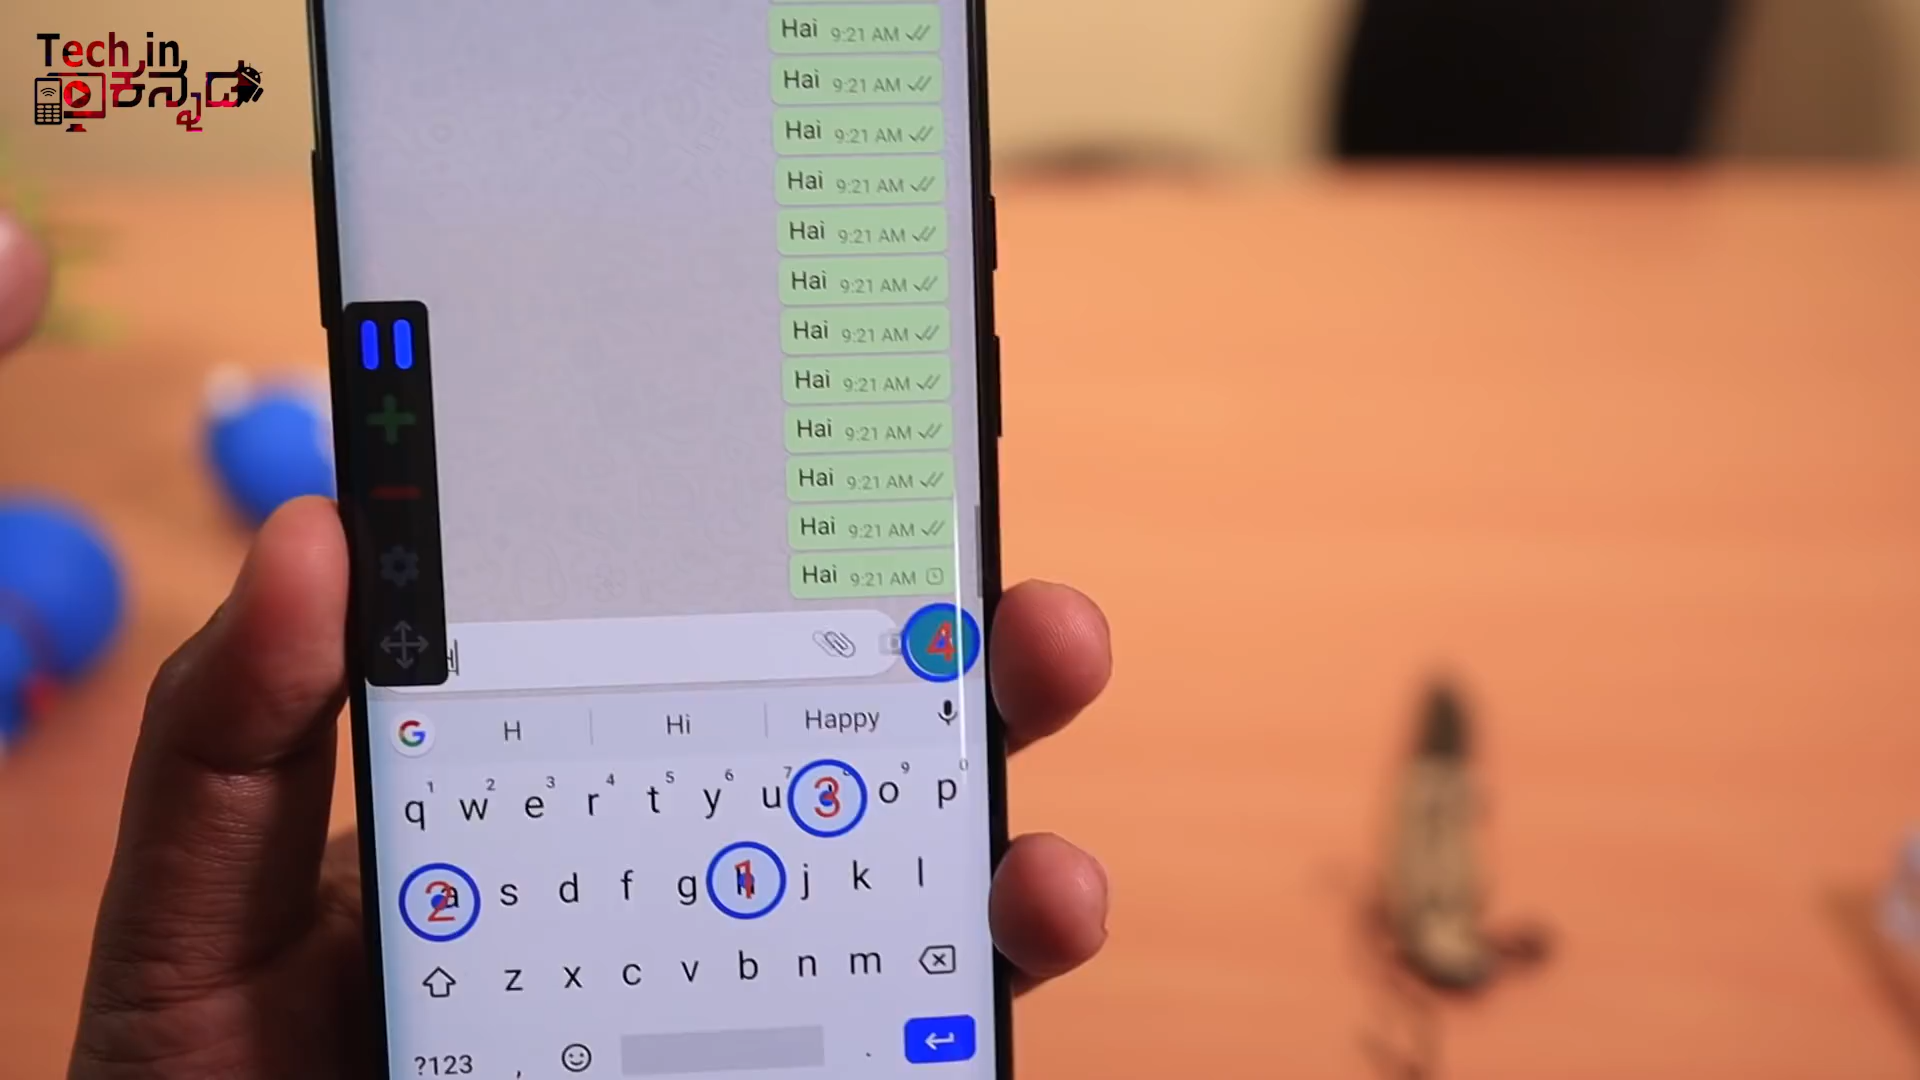 Tech in
ಕನ್ನಡ
Hai 9:21 AM
Hai 9:21 AM
Hai 9:21 AM
Hai 9:21 AM
Hai 9:21 AM
Hai 9:21 AM
Hai 9:21 AM
Hai 9:21 AM
Hai 9:21 AM
Hai 9:21 AM
Hai 9:21 AM
Hai 9:21 AM
H
4
G H Hi Happy
1 2 3 4 5 6 7 8 9 0
q w e r t y u 3 o p
2 a s d f g h 1 j k l
z x c v b n m
?123 , .